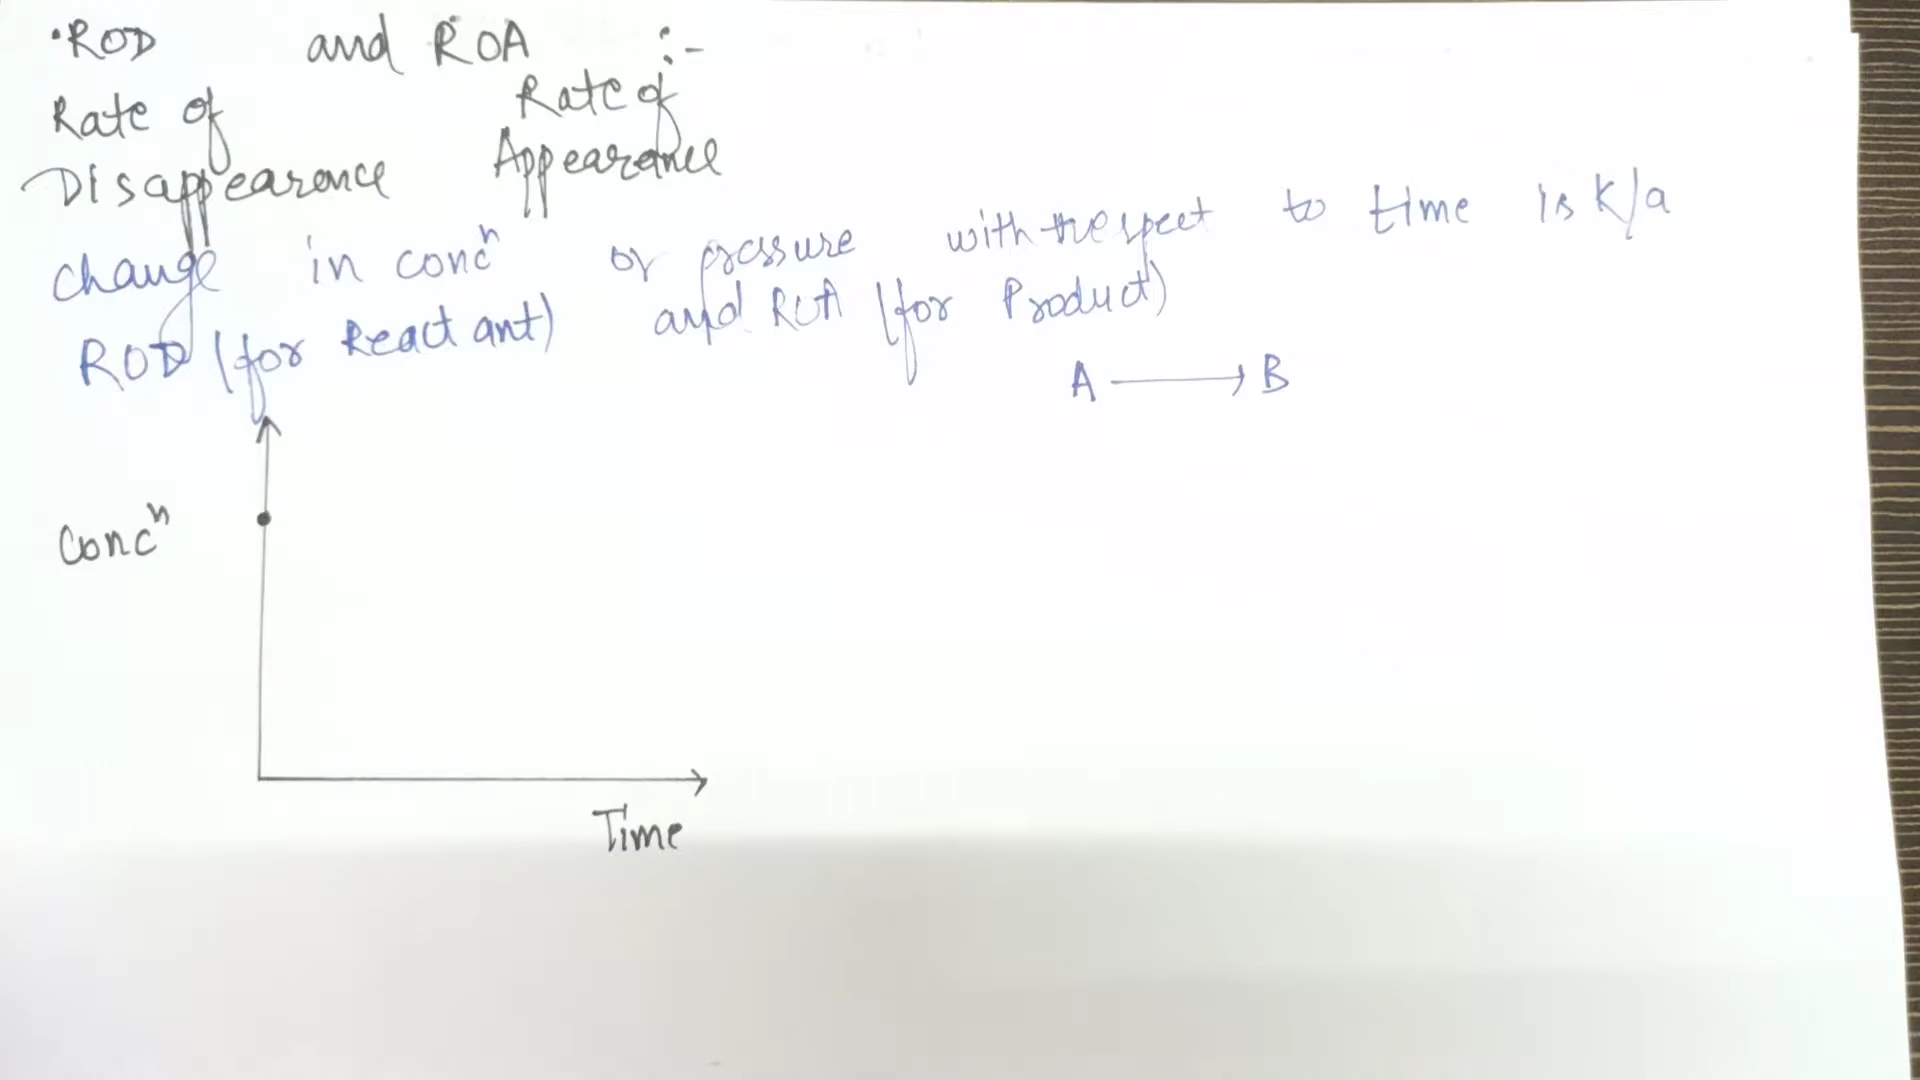 •ROD and ROA :-
Rate of Rate of
Disappearance Appearance
change in concⁿ or pressure with respect to time is k/a
ROD (for Reactant) and ROA (for Product)
A ⟶ B
Concⁿ
Time